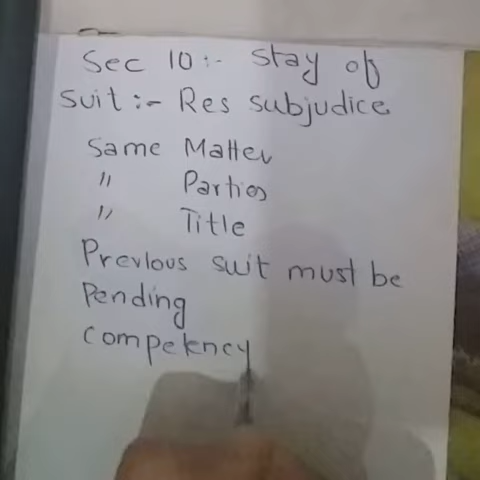 Sec 10:- Stay of
Suit:- Res subjudice
Same Matter
" Parties
" Title
Previous suit must be
Pending
Competency